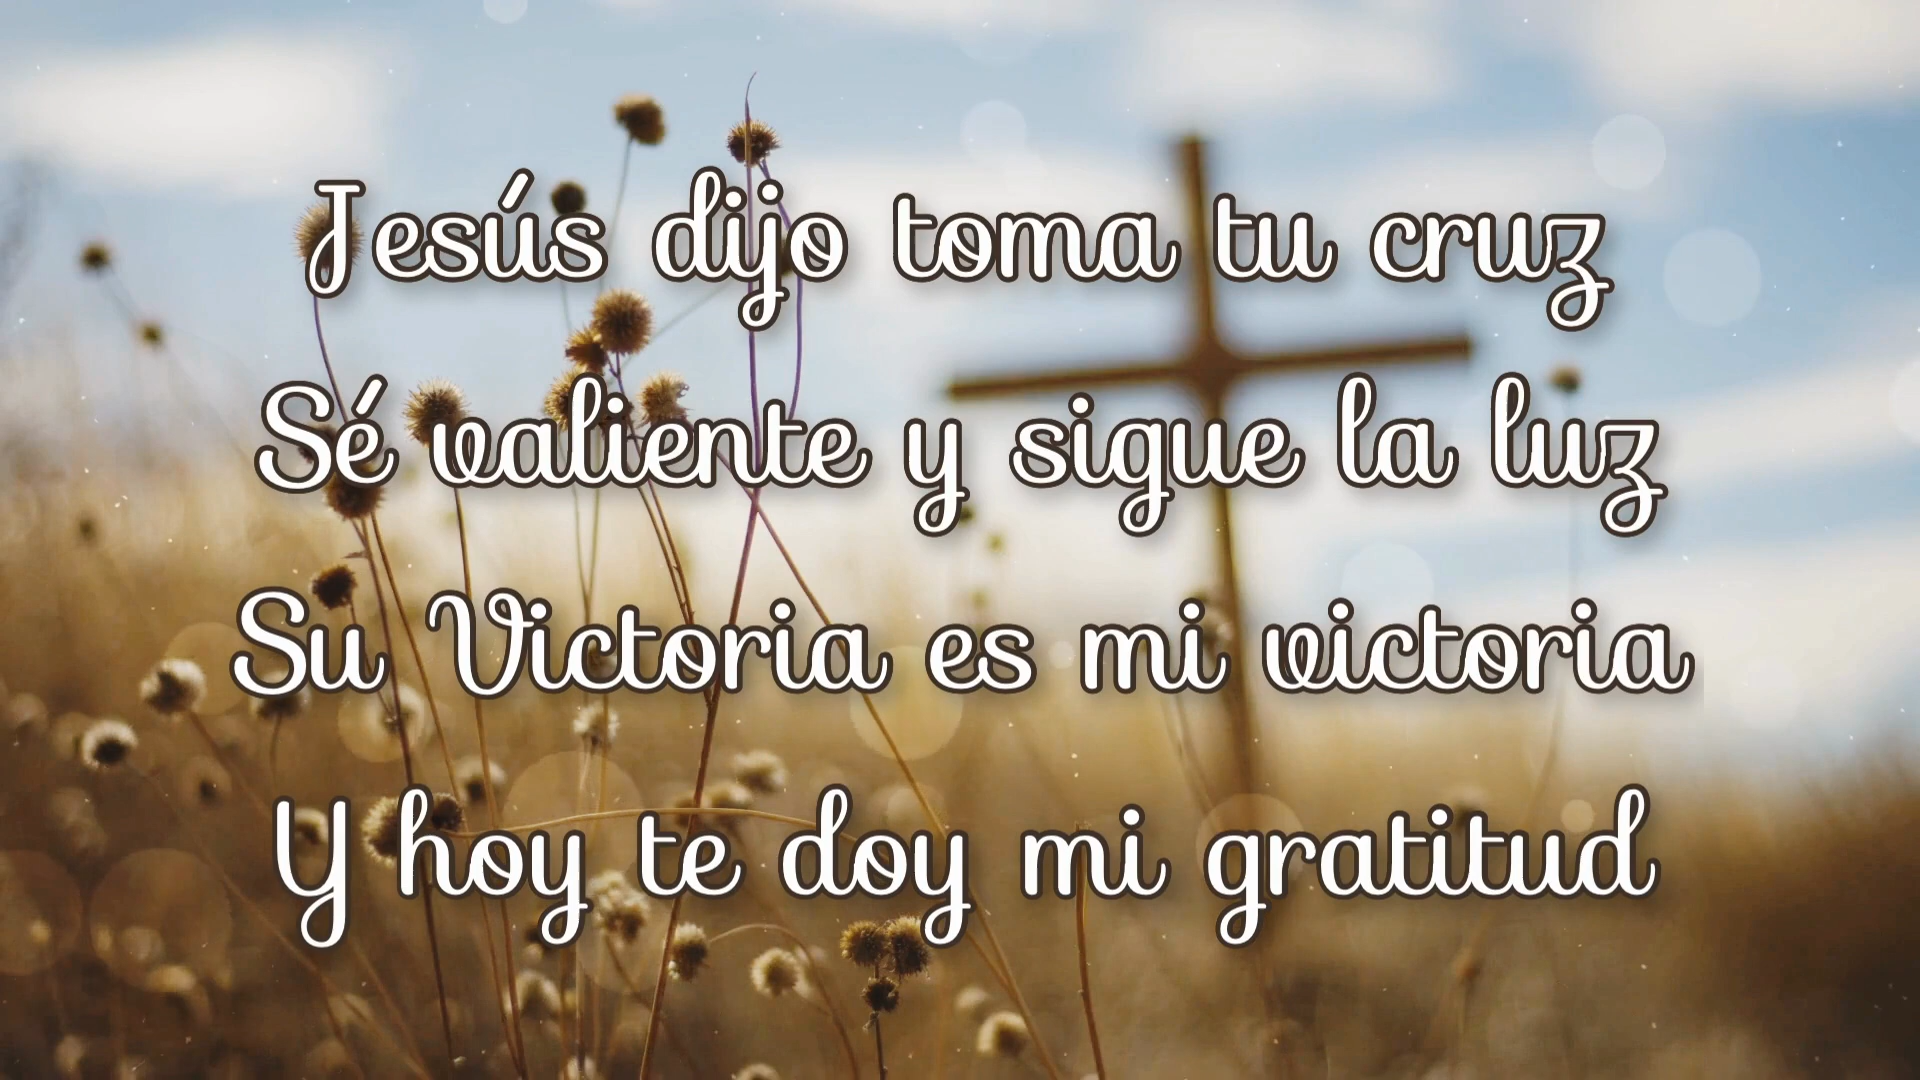 Jesús dijo toma tu cruz
Sé valiente y sigue la luz
Su Victoria es mi victoria
Y hoy te doy mi gratitud